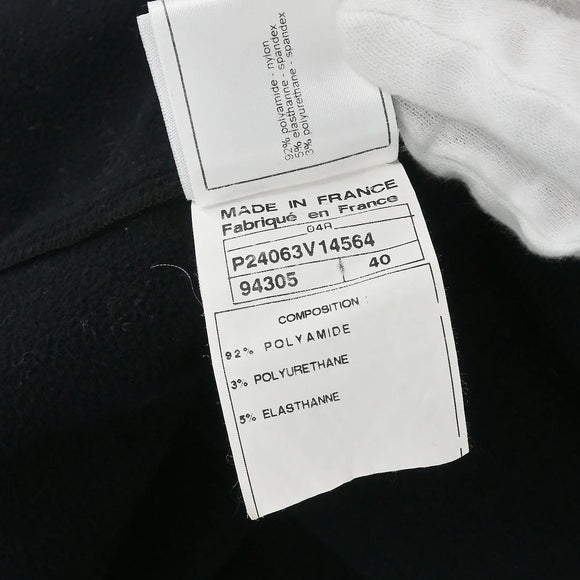 92% polyamide - nylon
5% elasthanne - spandex
3% polyurethane - spandex
MADE IN FRANCE
Fabriqué en France
04A
P24063V14564
94305 40
COMPOSITION :
92% POLYAMIDE
3% POLYURETHANE
5% ELASTHANNE